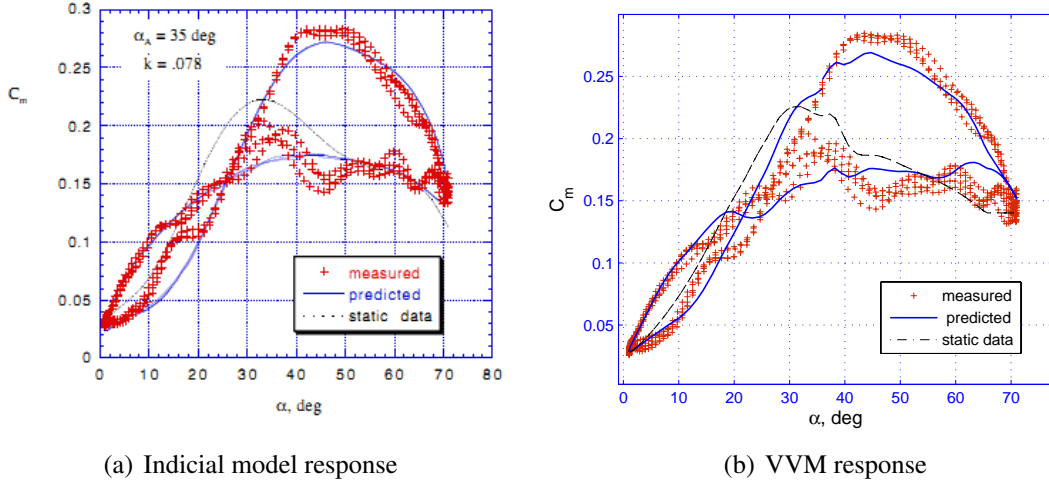 0.3
α_A = 35 deg
k = .078
0.25
C_m
0.2
0.15
0.1
0.05
0
measured
predicted
static data
0 10 20 30 40 50 60 70 80
α, deg
(a) Indicial model response
0.25
0.2
C_m
0.15
0.1
0.05
measured
predicted
static data
0 10 20 30 40 50 60 70
α, deg
(b) VVM response